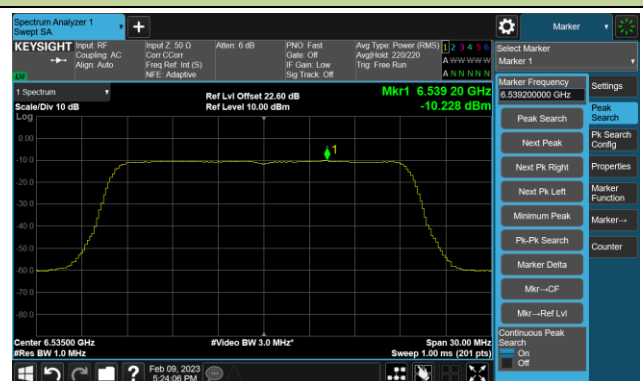 Spectrum Analyzer 1
Swept SA
+
Marker
KEYSIGHT
Input: RF
Coupling: AC
Align: Auto
Input Z: 50 Ω
Corr CCorr
Freq Ref: Int (S)
NFE: Adaptive
Atten: 6 dB
PNO: Fast
Gate: Off
IF Gain: Low
Sig Track: Off
Avg Type: Power (RMS)
Avg|Hold: 220/220
Trig: Free Run
1 2 3 4 5 6
A W W W W W
A N N N N N
LW
Select Marker
Marker 1
1 Spectrum
Scale/Div 10 dB
Log
Ref Lvl Offset 22.60 dB
Ref Level 10.00 dBm
Mkr1 6.539 20 GHz
-10.228 dBm
0.00
-10.0
-20.0
-30.0
-40.0
-50.0
-60.0
-70.0
-80.0
1
Center 6.53500 GHz
#Res BW 1.0 MHz
#Video BW 3.0 MHz*
Span 30.00 MHz
Sweep 1.00 ms (201 pts)
Marker Frequency
6.539200000 GHz
Peak Search
Next Peak
Next Pk Right
Next Pk Left
Minimum Peak
Pk-Pk Search
Marker Delta
Mkr→CF
Mkr→Ref Lvl
Continuous Peak
Search
On
Off
Settings
Peak
Search
Pk Search
Config
Properties
Marker
Function
Marker→
Counter
?
Feb 09, 2023
5:24:06 PM